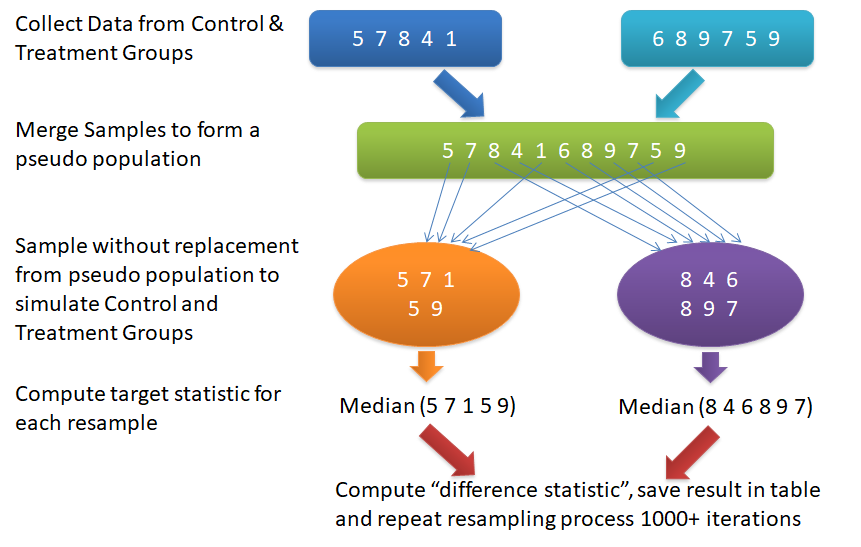 Collect Data from Control &
Treatment Groups
5 7 8 4 1
6 8 9 7 5 9
Merge Samples to form a
pseudo population
5 7 8 4 1 6 8 9 7 5 9
Sample without replacement
from pseudo population to
simulate Control and
Treatment Groups
5 7 1
5 9
8 4 6
8 9 7
Compute target statistic for
each resample
Median (5 7 1 5 9)
Median (8 4 6 8 9 7)
Compute “difference statistic”, save result in table
and repeat resampling process 1000+ iterations